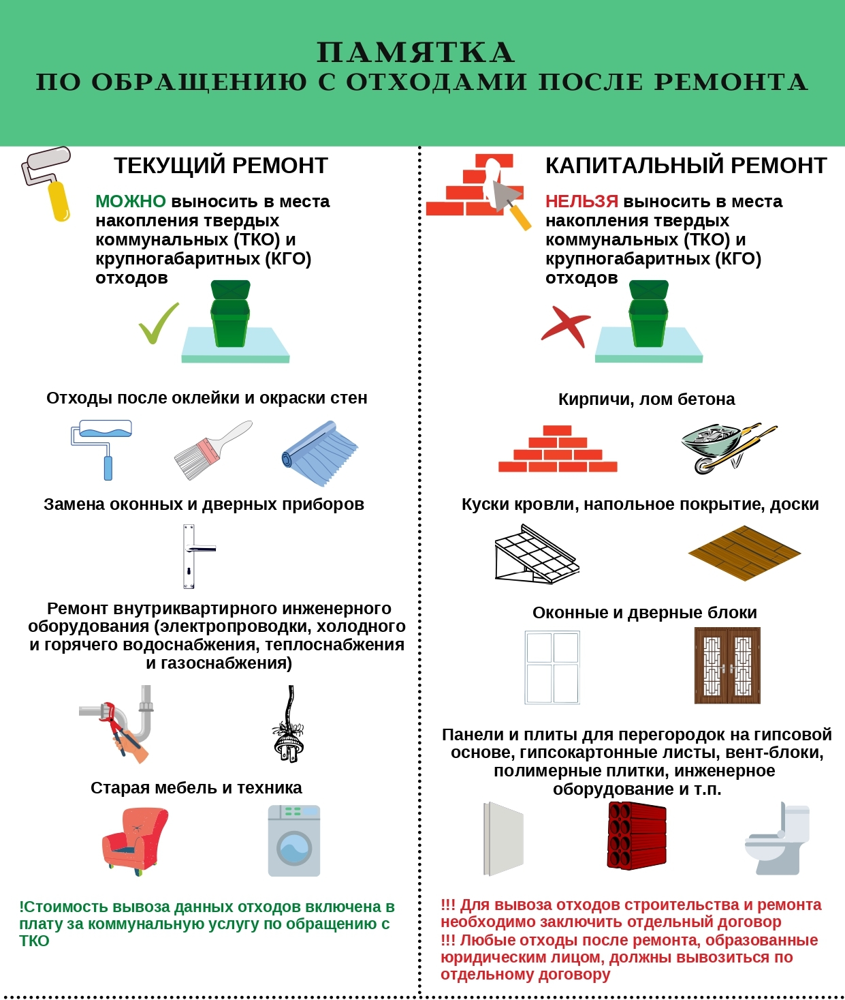 ПАМЯТКА
ПО ОБРАЩЕНИЮ С ОТХОДАМИ ПОСЛЕ РЕМОНТА
ТЕКУЩИЙ РЕМОНТ
МОЖНО выносить в места
накопления твердых
коммунальных (ТКО) и
крупногабаритных (КГО)
отходов
Отходы после оклейки и окраски стен
Замена оконных и дверных приборов
Ремонт внутриквартирного инженерного
оборудования (электропроводки, холодного
и горячего водоснабжения, теплоснабжения
и газоснабжения)
Старая мебель и техника
!Стоимость вывоза данных отходов включена в
плату за коммунальную услугу по обращению с
ТКО
КАПИТАЛЬНЫЙ РЕМОНТ
НЕЛЬЗЯ выносить в места
накопления твердых
коммунальных (ТКО) и
крупногабаритных (КГО)
отходов
Кирпичи, лом бетона
Куски кровли, напольное покрытие, доски
Оконные и дверные блоки
Панели и плиты для перегородок на гипсовой
основе, гипсокартонные листы, вент-блоки,
полимерные плитки, инженерное
оборудование и т.п.
!!! Для вывоза отходов строительства и ремонта
необходимо заключить отдельный договор
!!! Любые отходы после ремонта, образованные
юридическим лицом, должны вывозиться по
отдельному договору